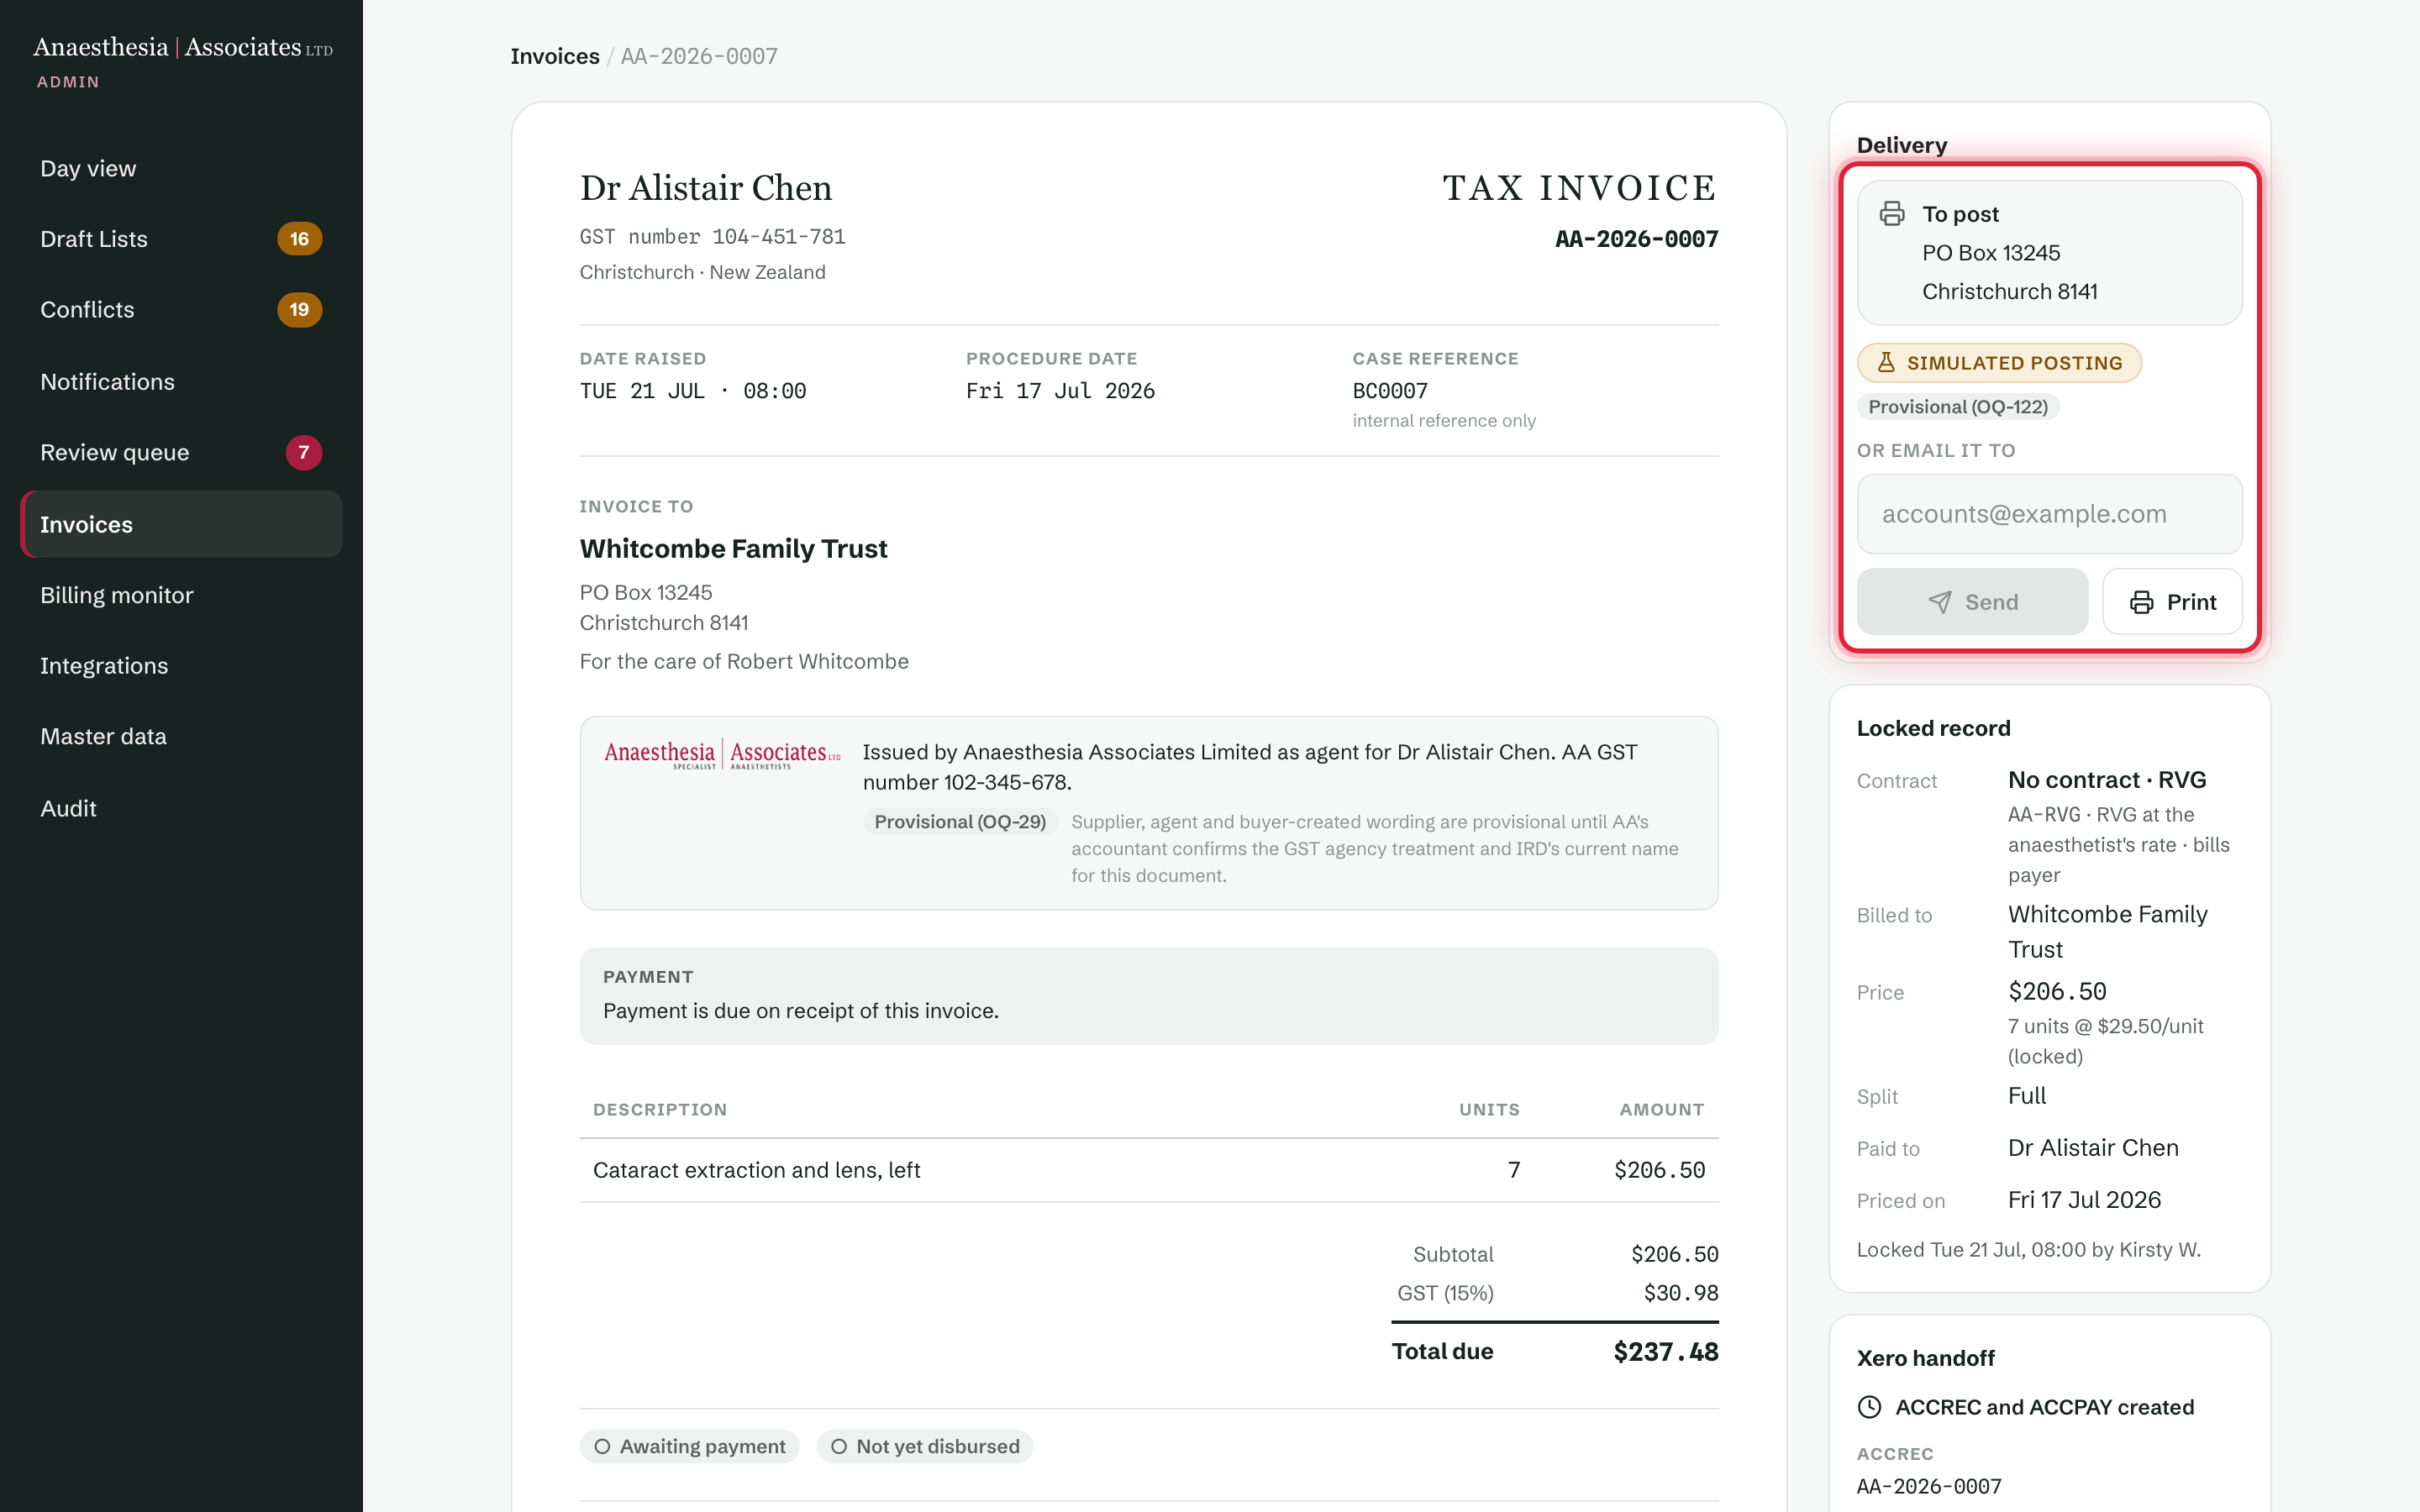 Anaesthesia | Associates LTD
ADMIN
Day view
Draft Lists 16
Conflicts 19
Notifications
Review queue 7
Invoices
Billing monitor
Integrations
Master data
Audit
Invoices / AA-2026-0007
Dr Alistair Chen
GST number 104-451-781
Christchurch · New Zealand
TAX INVOICE
AA-2026-0007
DATE RAISED
TUE 21 JUL · 08:00
PROCEDURE DATE
Fri 17 Jul 2026
CASE REFERENCE
BC0007
internal reference only
INVOICE TO
Whitcombe Family Trust
PO Box 13245
Christchurch 8141
For the care of Robert Whitcombe
Anaesthesia | Associates LTD
SPECIALIST | ANAESTHETISTS
Issued by Anaesthesia Associates Limited as agent for Dr Alistair Chen. AA GST
number 102-345-678.
Provisional (OQ-29)
Supplier, agent and buyer-created wording are provisional until AA's
accountant confirms the GST agency treatment and IRD's current name
for this document.
PAYMENT
Payment is due on receipt of this invoice.
DESCRIPTION UNITS AMOUNT
Cataract extraction and lens, left 7 $206.50
Subtotal $206.50
GST (15%) $30.98
Total due $237.48
Awaiting payment
Not yet disbursed
Delivery
To post
PO Box 13245
Christchurch 8141
SIMULATED POSTING
Provisional (OQ-122)
OR EMAIL IT TO
accounts@example.com
Send
Print
Locked record
Contract No contract · RVG
AA-RVG · RVG at the
anaesthetist's rate · bills
payer
Billed to Whitcombe Family
Trust
Price $206.50
7 units @ $29.50/unit
(locked)
Split Full
Paid to Dr Alistair Chen
Priced on Fri 17 Jul 2026
Locked Tue 21 Jul, 08:00 by Kirsty W.
Xero handoff
ACCREC and ACCPAY created
ACCREC
AA-2026-0007